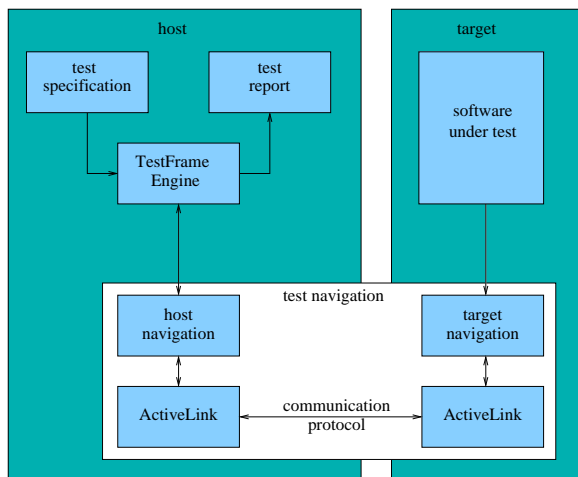 host
target
test
specification
test
report
software
under test
TestFrame
Engine
test navigation
host
navigation
target
navigation
ActiveLink
communication
protocol
ActiveLink